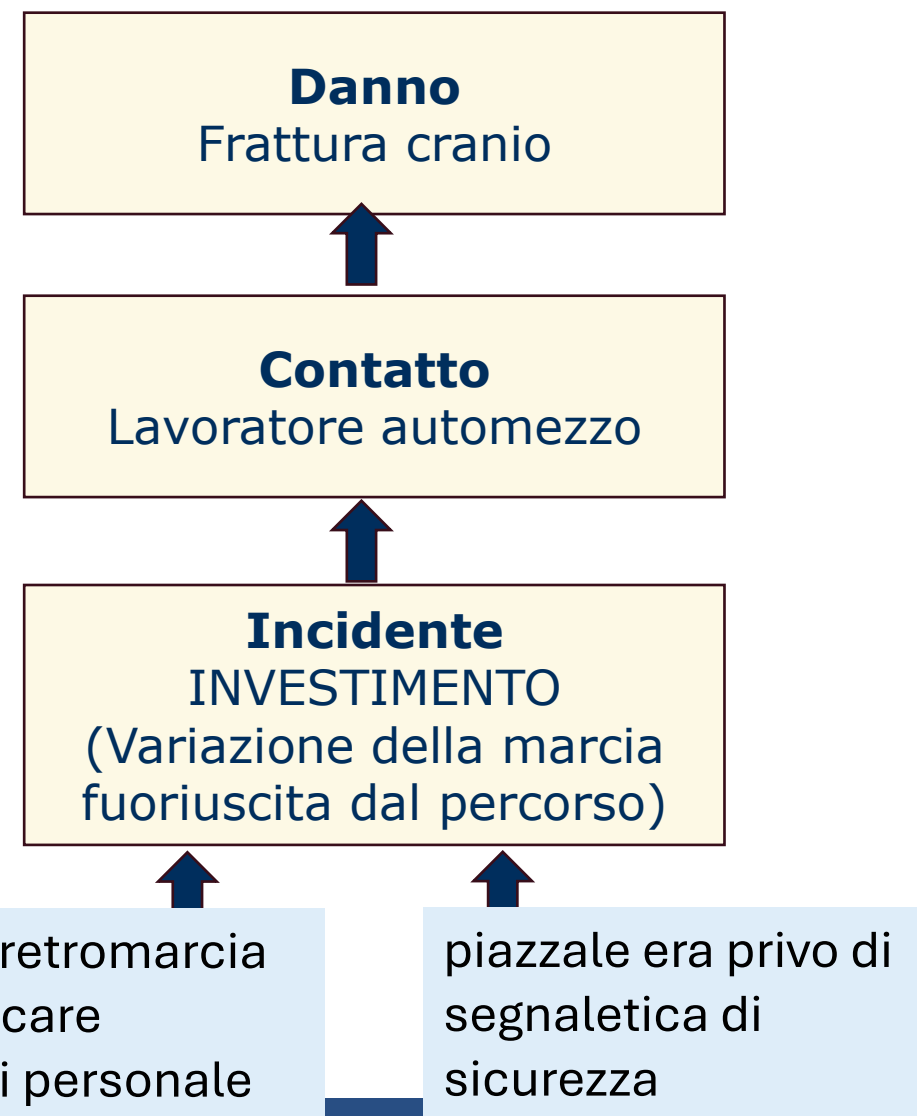 Danno
Frattura cranio
Contatto
Lavoratore automezzo
Incidente
INVESTIMENTO
(Variazione della marcia
fuoriuscita dal percorso)
retromarcia
care
i personale
piazzale era privo di
segnaletica di
sicurezza